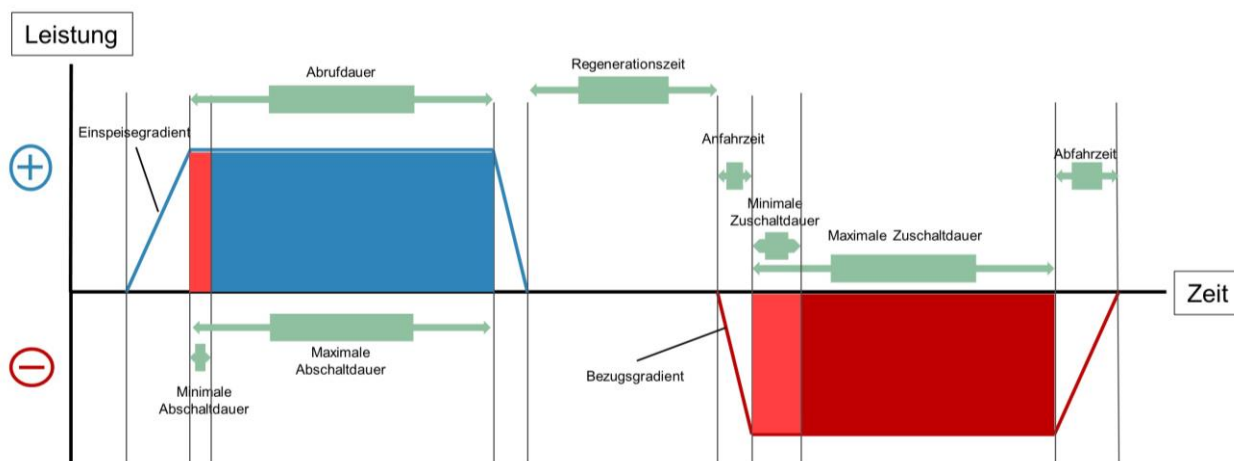 Leistung
Abrufdauer
Regenerationszeit
Einspeisegradient
Anfahrzeit
Abfahrzeit
Minimale
Zuschaltdauer
Maximale Zuschaltdauer
+
Zeit
Maximale
Abschaltdauer
−
Bezugsgradient
Minimale
Abschaltdauer